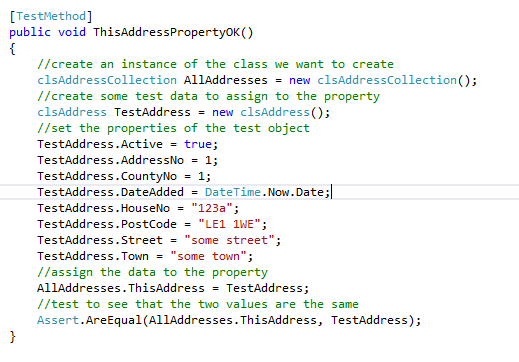 [TestMethod]
public void ThisAddressPropertyOK()
{
    //create an instance of the class we want to create
    clsAddressCollection AllAddresses = new clsAddressCollection();
    //create some test data to assign to the property
    clsAddress TestAddress = new clsAddress();
    //set the properties of the test object
    TestAddress.Active = true;
    TestAddress.AddressNo = 1;
    TestAddress.CountyNo = 1;
    TestAddress.DateAdded = DateTime.Now.Date;
    TestAddress.HouseNo = "123a";
    TestAddress.PostCode = "LE1 1WE";
    TestAddress.Street = "some street";
    TestAddress.Town = "some town";
    //assign the data to the property
    AllAddresses.ThisAddress = TestAddress;
    //test to see that the two values are the same
    Assert.AreEqual(AllAddresses.ThisAddress, TestAddress);
}